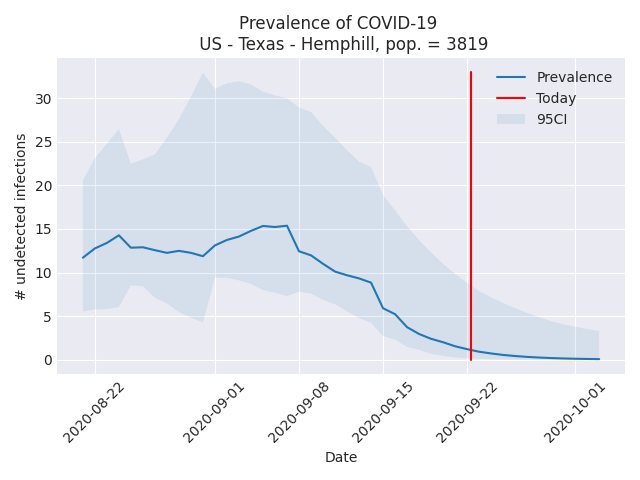 Prevalence of COVID-19
US - Texas - Hemphill, pop. = 3819
Prevalence
Today
95CI
# undetected infections
30
25
20
15
10
5
0
2020-08-22
2020-09-01
2020-09-08
2020-09-15
2020-09-22
2020-10-01
Date